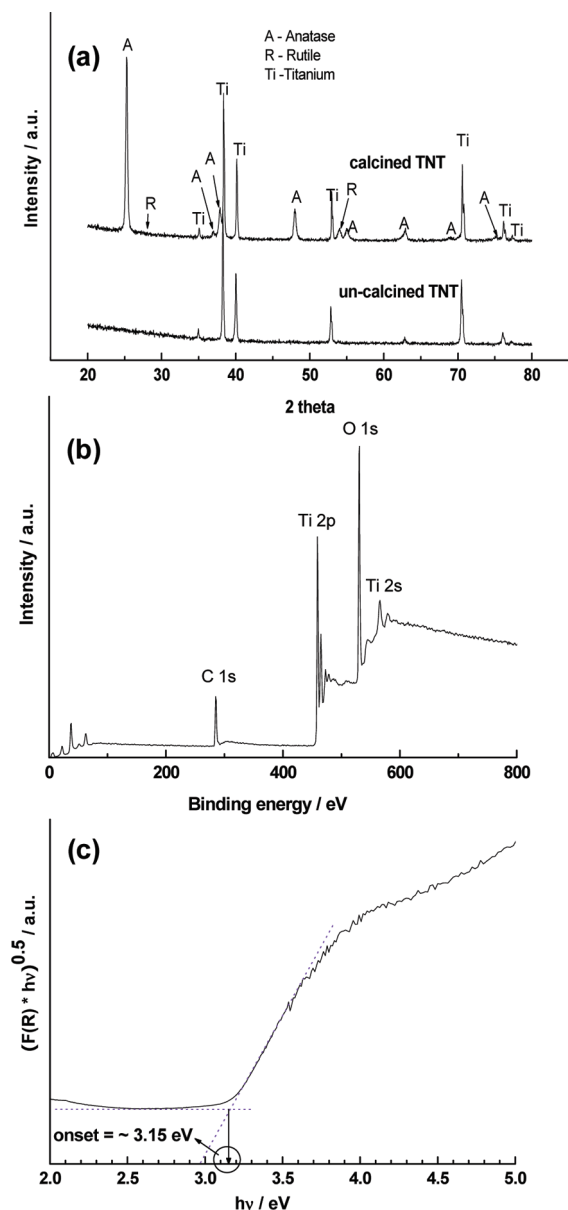 (a)
A - Anatase
R - Rutile
Ti -Titanium
A
Ti
Ti
calcined TNT
Ti
A
A
R
Ti
A
Ti
R
A
A
A
A
Ti
Ti
un-calcined TNT
Intensity / a.u.
20 30 40 50 60 70 80
2 theta
(b)
O 1s
Ti 2p
Ti 2s
C 1s
Intensity / a.u.
0 200 400 600 800
Binding energy / eV
(c)
(F(R) * hν)^0.5 / a.u.
onset = ~ 3.15 eV
2.0 2.5 3.0 3.5 4.0 4.5 5.0
hν / eV